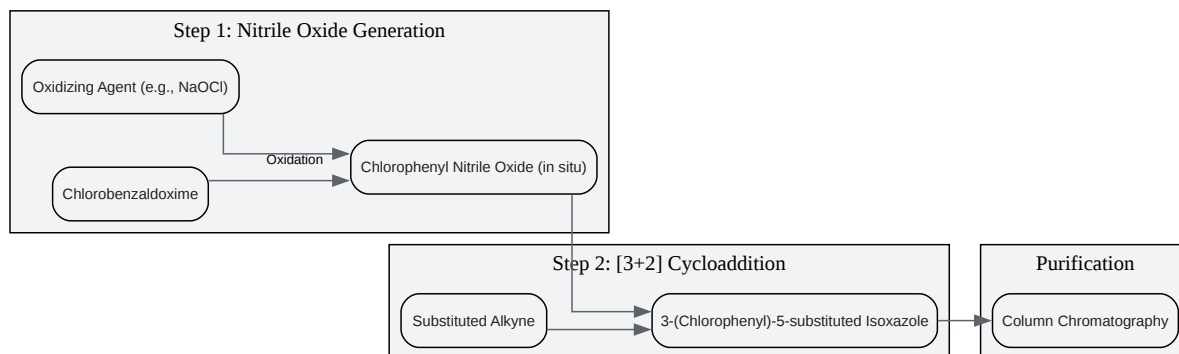 Step 1: Nitrile Oxide Generation
Oxidizing Agent (e.g., NaOCl)
Oxidation
Chlorophenyl Nitrile Oxide (in situ)
Chlorobenzaldoxime
Step 2: [3+2] Cycloaddition
Substituted Alkyne
3-(Chlorophenyl)-5-substituted Isoxazole
Purification
Column Chromatography